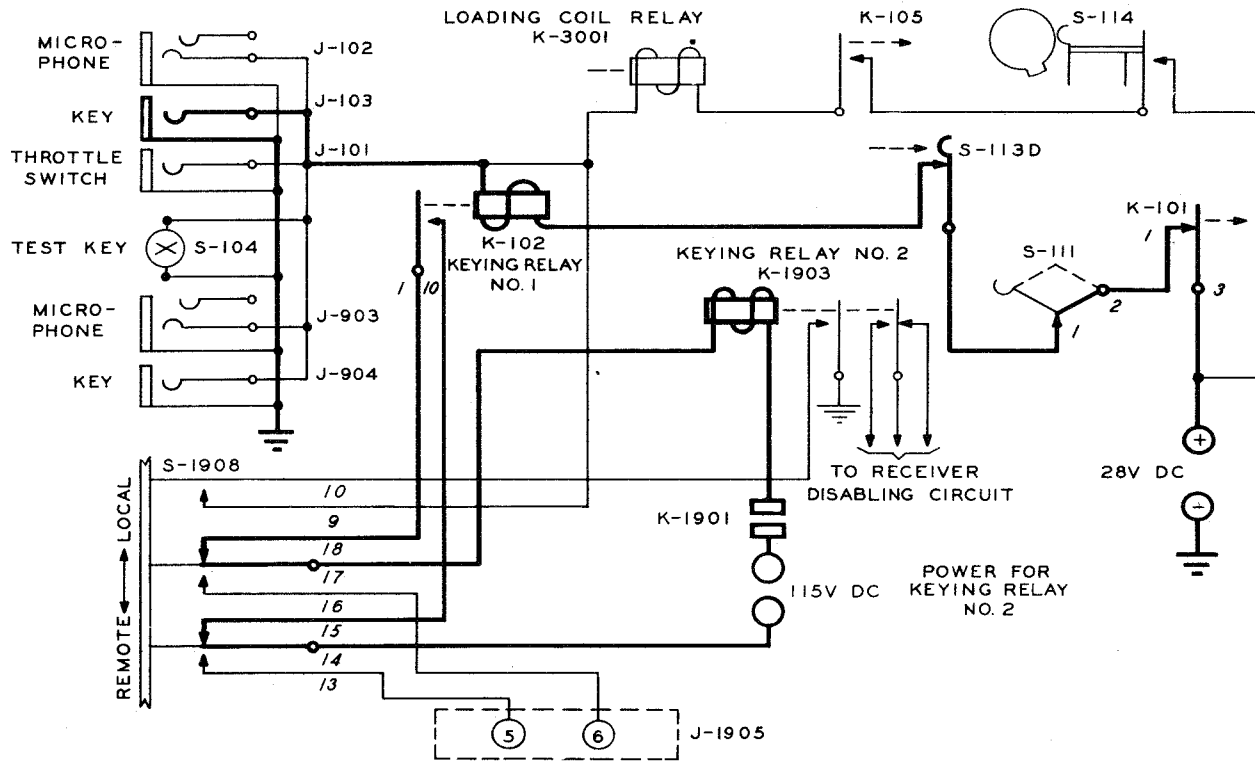 LOADING COIL RELAY
K-3001
K-105
S-114
MICRO-
PHONE
J-102
KEY
J-103
THROTTLE
SWITCH
J-101
S-113D
TEST KEY
S-104
K-102
KEYING RELAY
NO. 1
1
10
KEYING RELAY NO. 2
K-1903
S-111
1
2
K-101
1
3
MICRO-
PHONE
J-903
KEY
J-904
TO RECEIVER
DISABLING CIRCUIT
28V DC
+
−
S-1908
LOCAL
REMOTE
10
9
18
17
16
15
14
13
K-1901
115V DC
POWER FOR
KEYING RELAY
NO. 2
5
6
J-1905